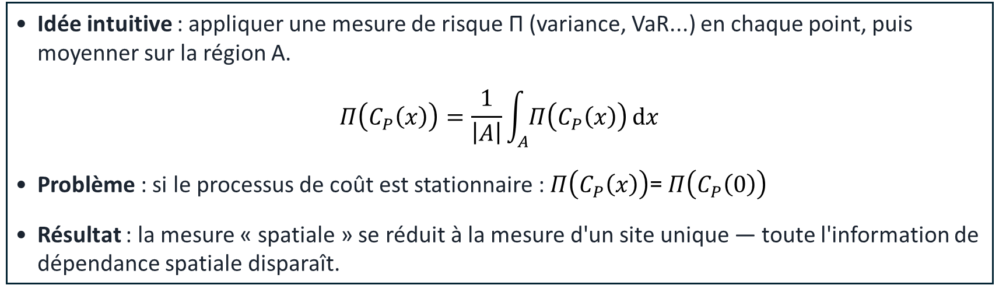 • Idée intuitive : appliquer une mesure de risque Π (variance, VaR...) en chaque point, puis
moyenner sur la région A.
Π(C_P(x)) = 1/|A| ∫_A Π(C_P(x)) dx
• Problème : si le processus de coût est stationnaire : Π(C_P(x))= Π(C_P(0))
• Résultat : la mesure « spatiale » se réduit à la mesure d'un site unique — toute l'information de
dépendance spatiale disparaît.